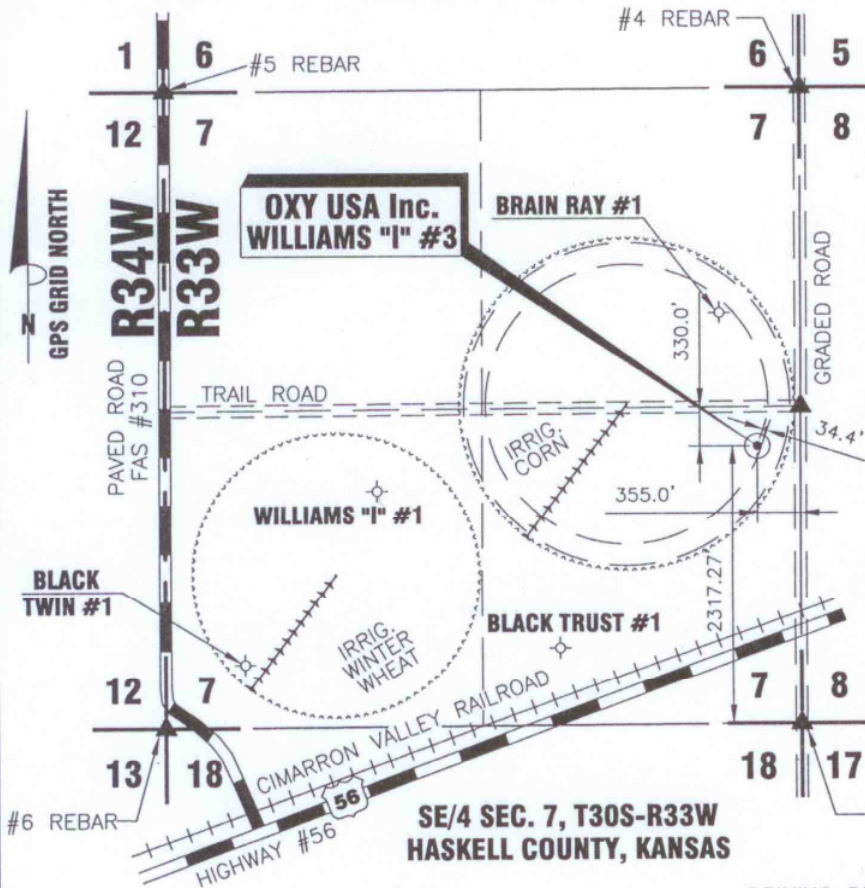 #4 REBAR
1 6
#5 REBAR
6 5
12 7
7 8
GPS GRID NORTH
N
R34W
R33W
OXY USA Inc.
WILLIAMS "I" #3
BRAIN RAY #1
330.0'
GRADED ROAD
PAVED ROAD
FAS #310
TRAIL ROAD
IRRIG.
CORN
34.4'
355.0'
WILLIAMS "I" #1
BLACK
TWIN #1
2317.27
IRRIG.
WINTER
WHEAT
BLACK TRUST #1
12 7
7 8
CIMARRON VALLEY RAILROAD
13 18
18 17
#6 REBAR
56
HIGHWAY #56
SE/4 SEC. 7, T30S-R33W
HASKELL COUNTY, KANSAS